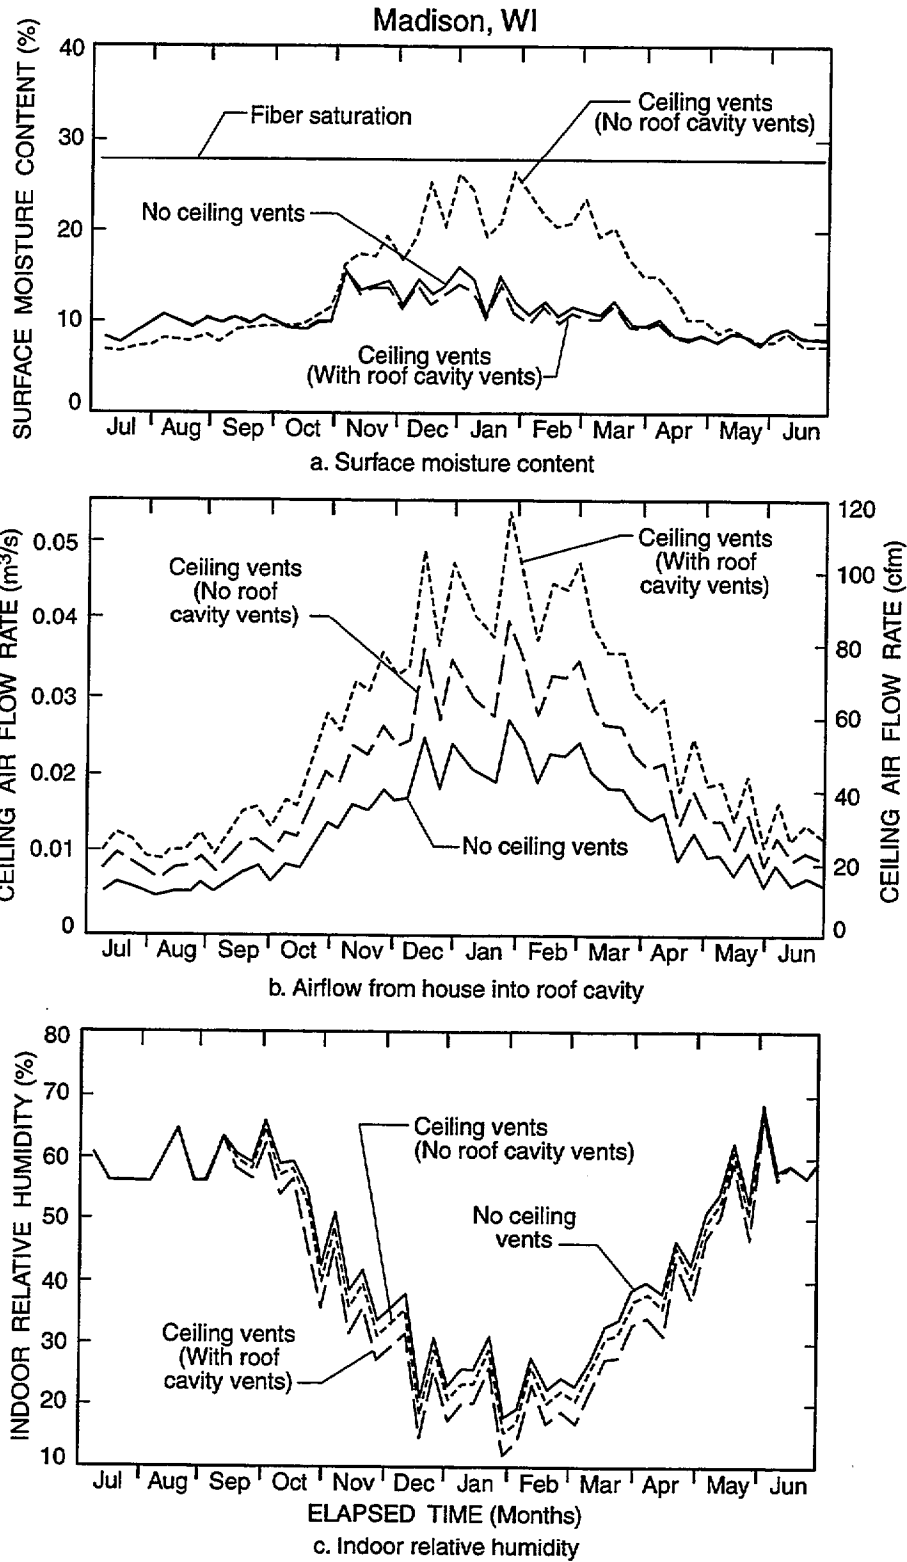 Madison, WI
SURFACE MOISTURE CONTENT (%)
40
30
20
10
0
Fiber saturation
Ceiling vents
(No roof cavity vents)
No ceiling vents
Ceiling vents
(With roof cavity vents)
Jul Aug Sep Oct Nov Dec Jan Feb Mar Apr May Jun
a. Surface moisture content
CEILING AIR FLOW RATE (m³/s)
0.05
0.04
0.03
0.02
0.01
0
Ceiling vents
(No roof
cavity vents)
Ceiling vents
(With roof
cavity vents)
No ceiling vents
120
100
80
60
40
20
0
CEILING AIR FLOW RATE (cfm)
Jul Aug Sep Oct Nov Dec Jan Feb Mar Apr May Jun
b. Airflow from house into roof cavity
INDOOR RELATIVE HUMIDITY (%)
80
70
60
50
40
30
20
10
Ceiling vents
(No roof cavity vents)
No ceiling
vents
Ceiling vents
(With roof
cavity vents)
Jul Aug Sep Oct Nov Dec Jan Feb Mar Apr May Jun
ELAPSED TIME (Months)
c. Indoor relative humidity